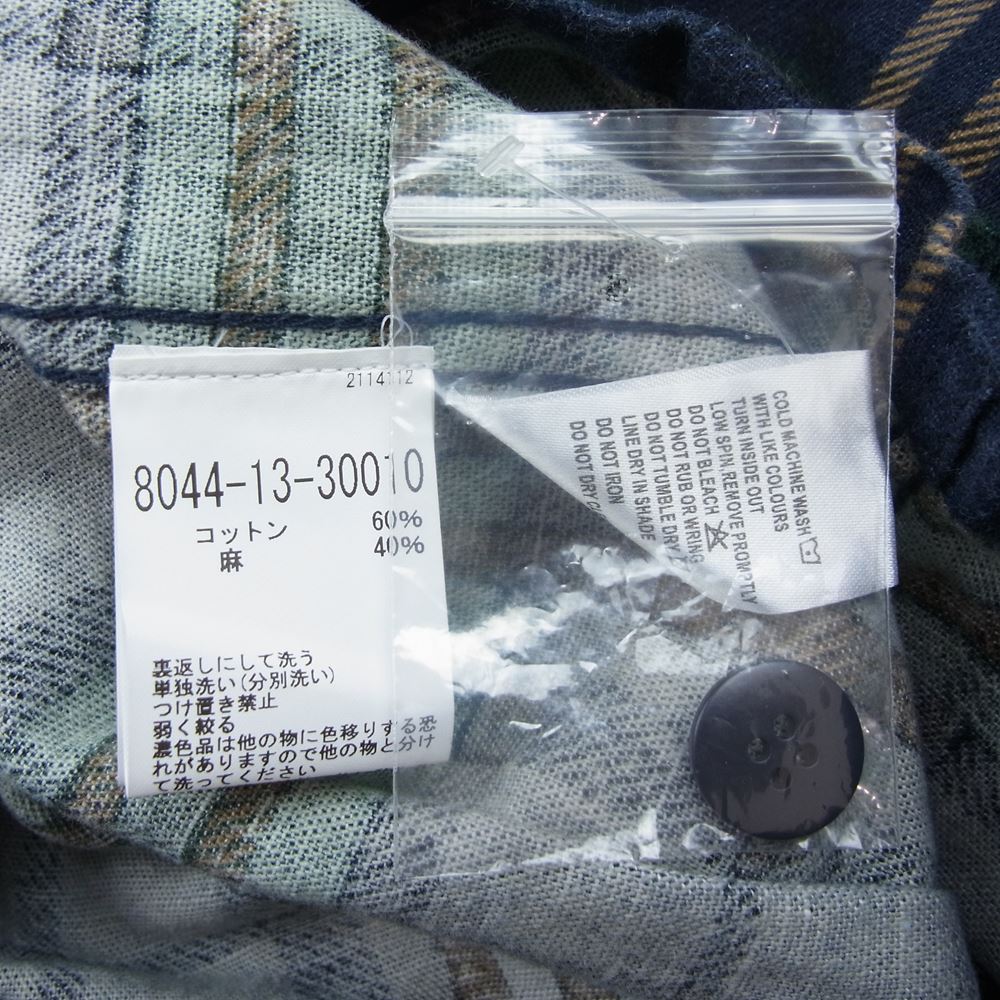 2114112
8044-13-30010
コットン 60%
麻 40%
裏返しにして洗う
単独洗い(分別洗い)
つけ置き禁止
弱く絞る
濃色品は他の物に色移りする恐
れがありますので他の物と分け
て洗ってください
COLD MACHINE WASH
WITH LIKE COLOURS
TURN INSIDE OUT
LOW SPIN.REMOVE PROMPTLY
DO NOT BLEACH
DO NOT RUB OR WRING
DO NOT TUMBLE DRY
LINE DRY IN SHADE
DO NOT IRON
DO NOT DRY